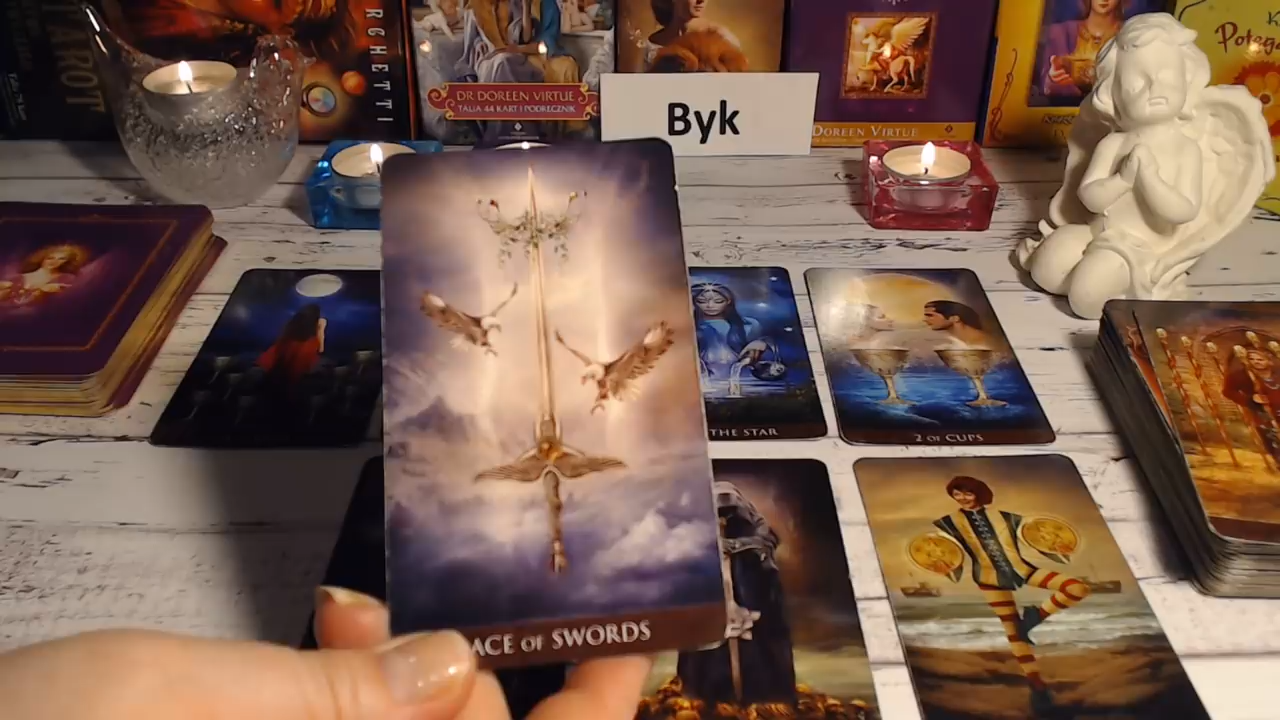 TAROT
RGHETTI
DR DOREEN VIRTUE
TALIA 44 KART I PODRĘCZNIK
Byk
DOREEN VIRTUE
Potęga
THE STAR
2 OF CUPS
ACE OF SWORDS